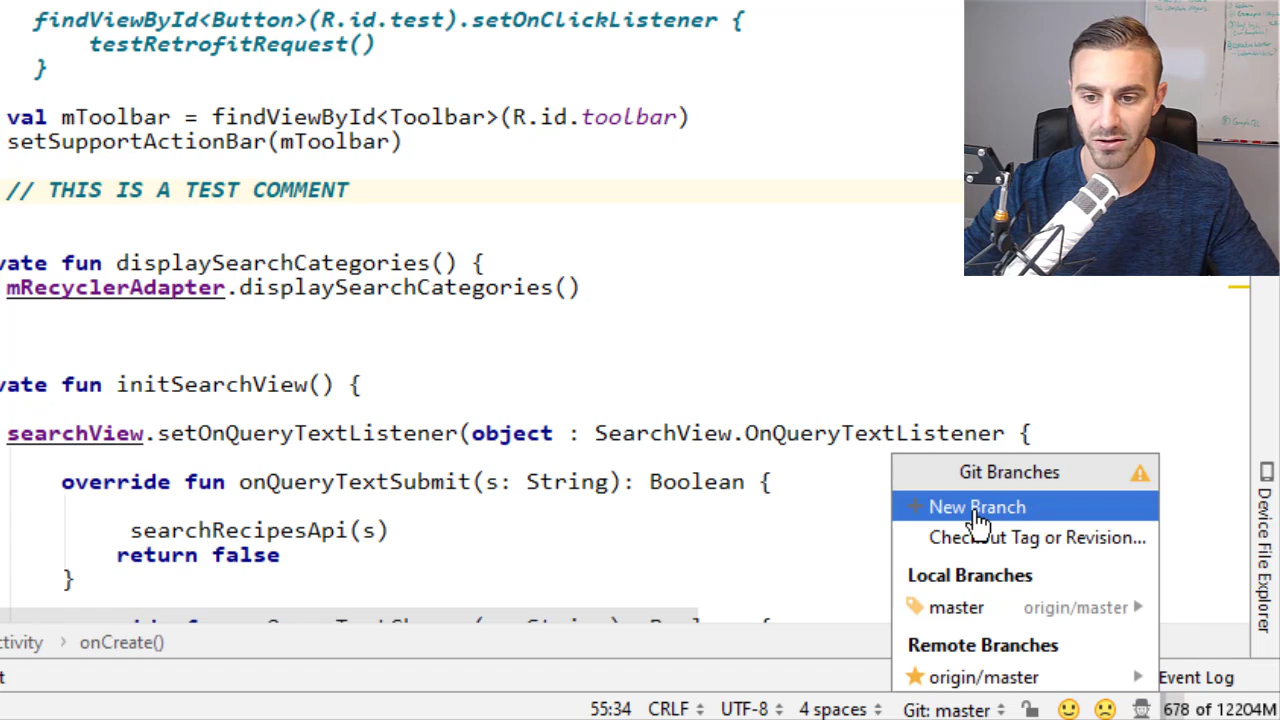 findViewById<Button>(R.id.test).setOnClickListener {
testRetrofitRequest()
}
val mToolbar = findViewById<Toolbar>(R.id.toolbar)
setSupportActionBar(mToolbar)
// THIS IS A TEST COMMENT
vate fun displaySearchCategories() {
mRecyclerAdapter.displaySearchCategories()
vate fun initSearchView() {
searchView.setOnQueryTextListener(object : SearchView.OnQueryTextListener {
override fun onQueryTextSubmit(s: String): Boolean {
searchRecipesApi(s)
return false
}
Git Branches
New Branch
Checkout Tag or Revision...
Local Branches
master origin/master
Remote Branches
origin/master
Device File Explorer
ctivity > onCreate()
t
Event Log
55:34 CRLF UTF-8 4 spaces Git: master 678 of 12204M